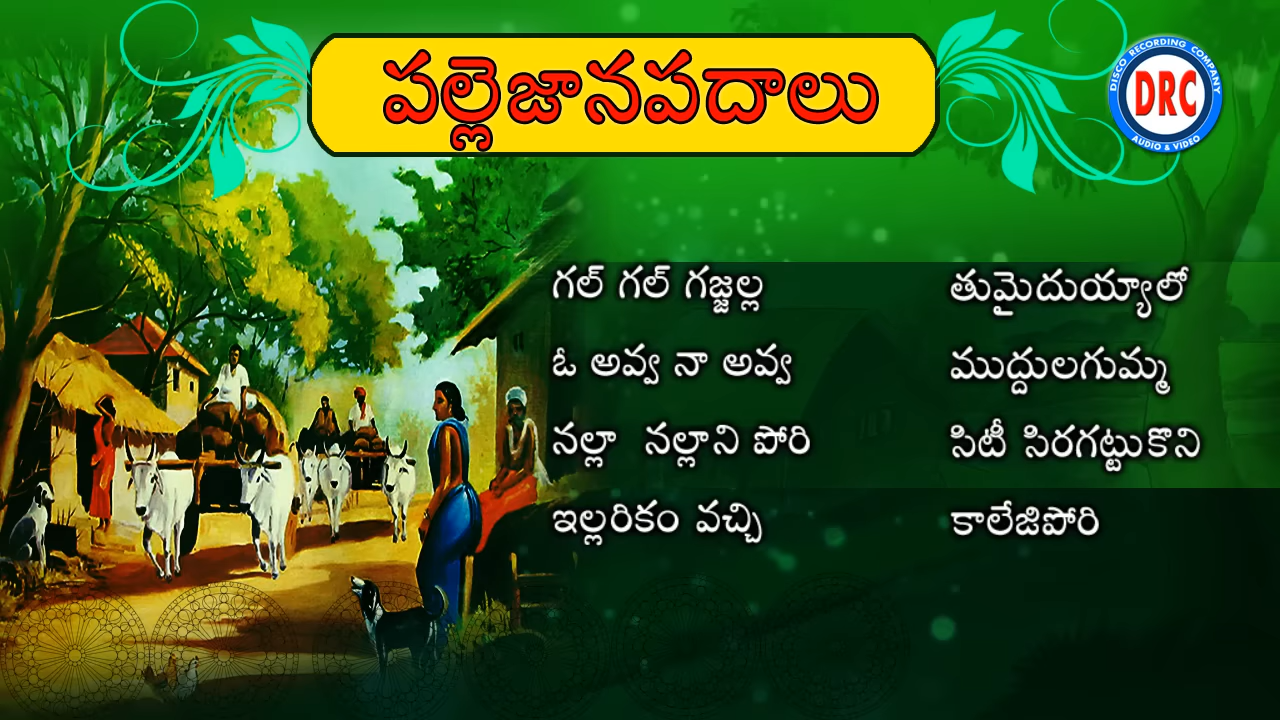 పల్లెజానపదాలు
DISCO RECORDING COMPANY
DRC
AUDIO & VIDEO
గల్ గల్ గజ్జల్ల
ఓ అవ్వ నా అవ్వ
నల్లా నల్లాని పోరి
ఇల్లరికం వచ్చి
తుమైదుయ్యాలో
ముద్దులగుమ్మ
సిటీ సిరగట్టుకొని
కాలేజిపోరి